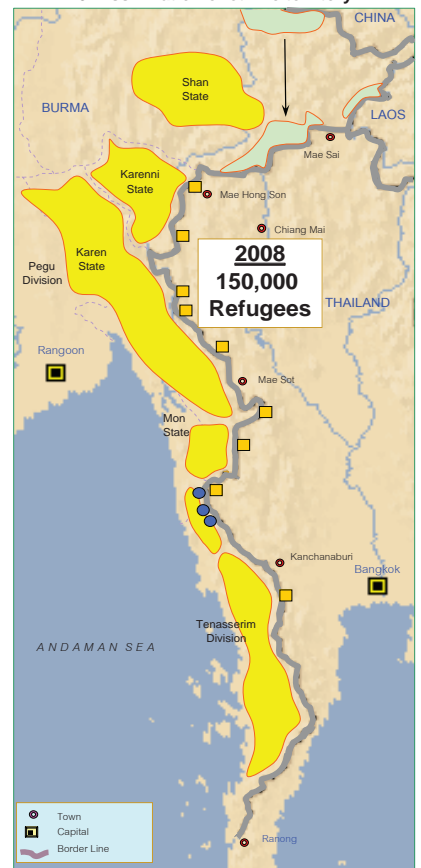 CHINA
Shan
State
BURMA
LAOS
Mae Sai
Karenni
State
Mae Hong Son
Chiang Mai
Karen
State
2008
150,000
Refugees
Pegu
Division
THAILAND
Rangoon
Mae Sot
Mon
State
Kanchanaburi
Bangkok
Tenasserim
Division
ANDAMAN SEA
Town
Capital
Border Line
Ranong